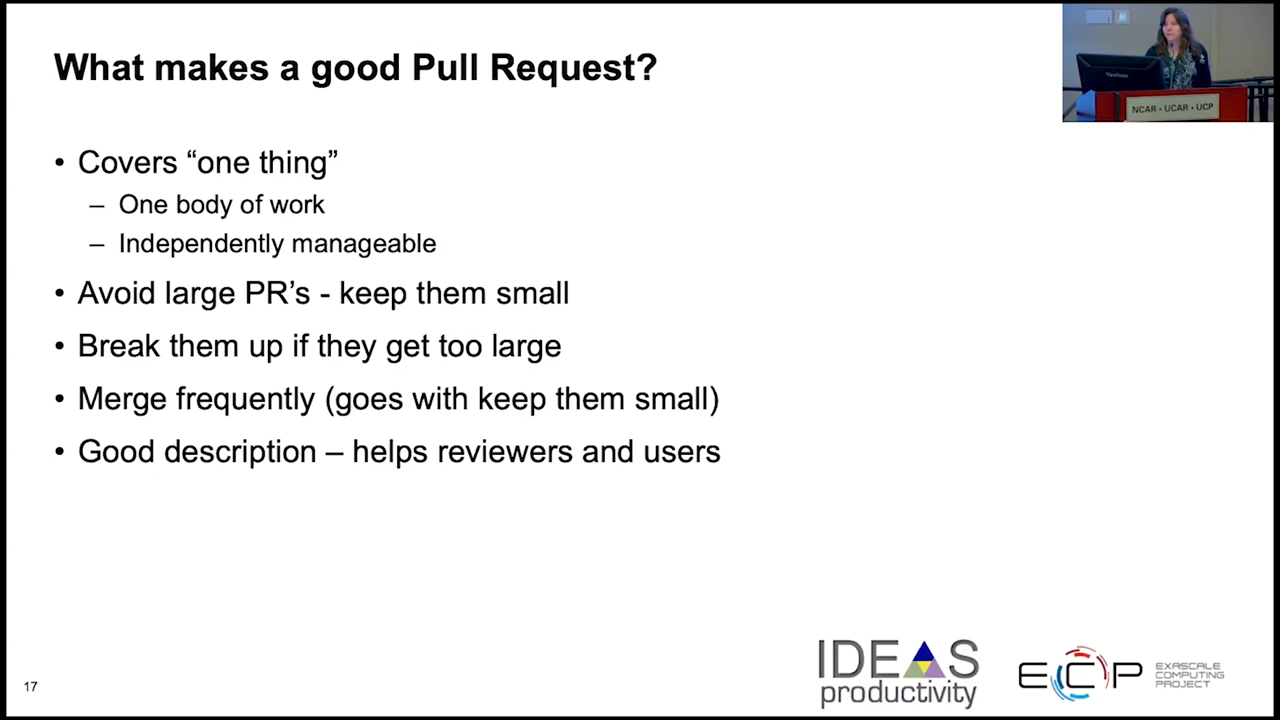 What makes a good Pull Request?
NCAR • UCAR • UCP
• Covers “one thing”
– One body of work
– Independently manageable
• Avoid large PR’s - keep them small
• Break them up if they get too large
• Merge frequently (goes with keep them small)
• Good description – helps reviewers and users
17
IDEAS
productivity
ECP
EXASCALE
COMPUTING
PROJECT